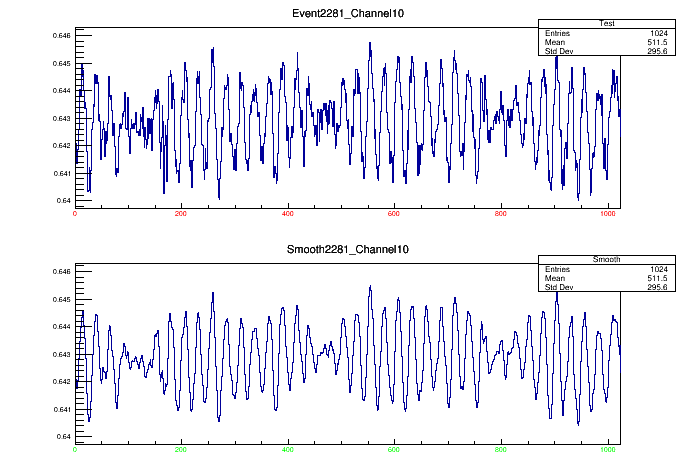 Event2281_Channel10
Test
Entries 1024
Mean 511.5
Std Dev 295.6
0.646
0.645
0.644
0.643
0.642
0.641
0.64
0 200 400 600 800 1000
Smooth2281_Channel10
Smooth
Entries 1024
Mean 511.5
Std Dev 295.6
0.646
0.645
0.644
0.643
0.642
0.641
0.64
0 200 400 600 800 1000